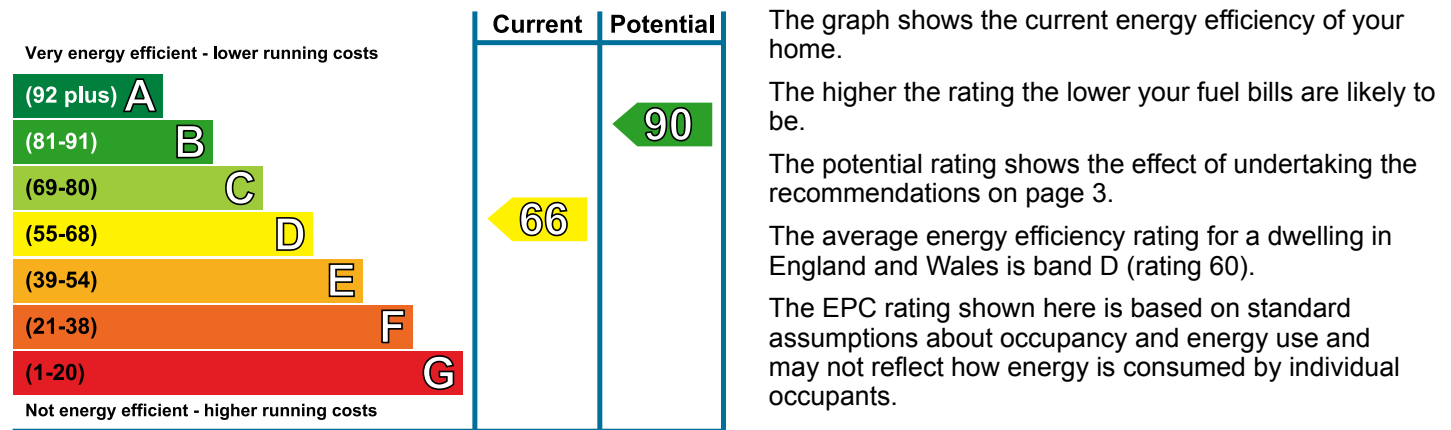 Current Potential
Very energy efficient - lower running costs
(92 plus) A
(81-91) B
90
(69-80) C
(55-68) D
66
(39-54) E
(21-38) F
(1-20) G
Not energy efficient - higher running costs
The graph shows the current energy efficiency of your
home.
The higher the rating the lower your fuel bills are likely to
be.
The potential rating shows the effect of undertaking the
recommendations on page 3.
The average energy efficiency rating for a dwelling in
England and Wales is band D (rating 60).
The EPC rating shown here is based on standard
assumptions about occupancy and energy use and
may not reflect how energy is consumed by individual
occupants.